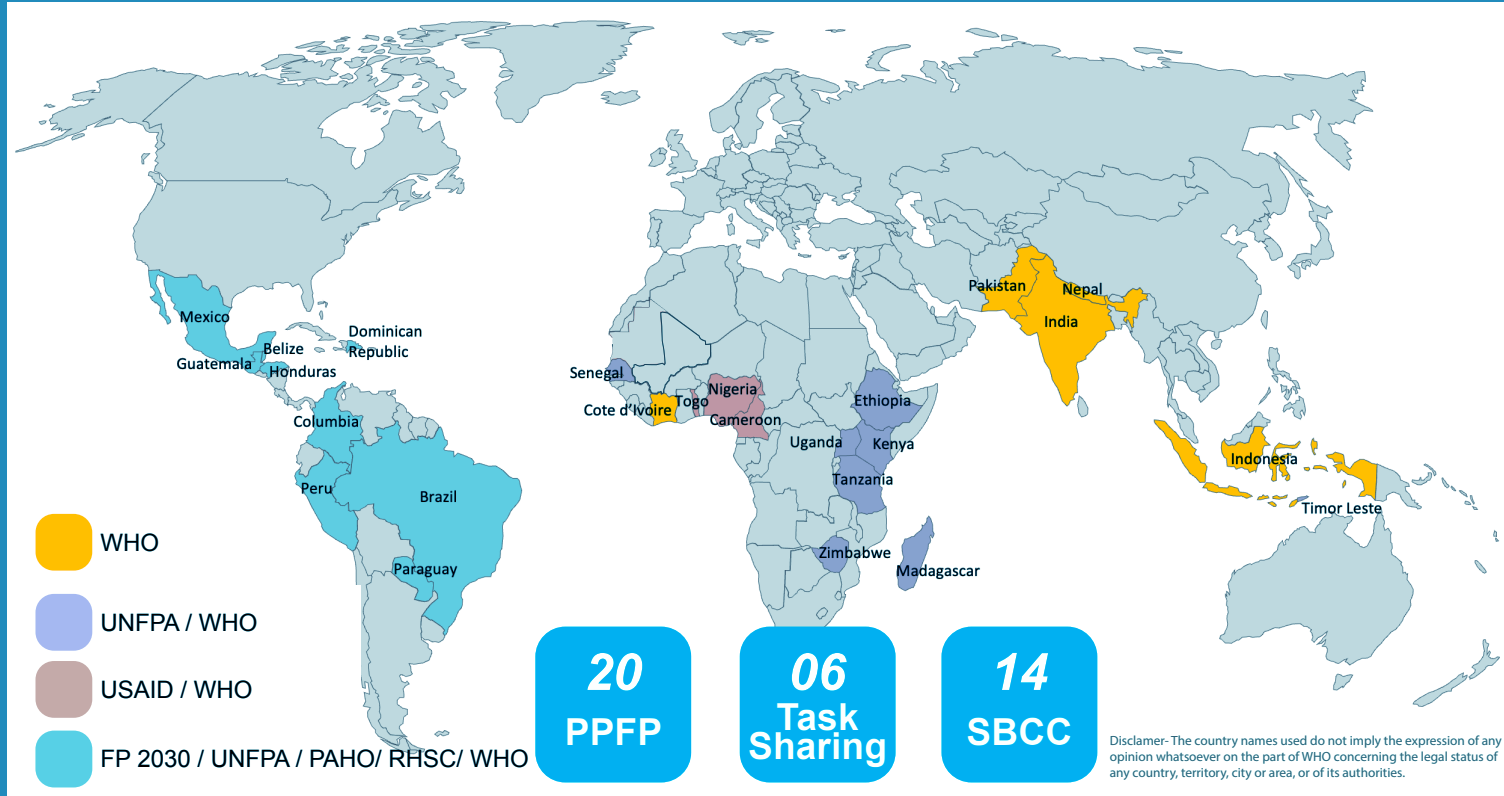 Mexico
Dominican
Republic
Belize
Guatemala
Honduras
Columbia
Peru
Brazil
Paraguay
Senegal
Cote d’Ivoire
Togo
Nigeria
Cameroon
Ethiopia
Uganda
Kenya
Tanzania
Zimbabwe
Madagascar
Pakistan
Nepal
India
Indonesia
Timor Leste
WHO
UNFPA / WHO
USAID / WHO
FP 2030 / UNFPA / PAHO/ RHSC/ WHO
20
PPFP
06
Task
Sharing
14
SBCC
Disclamer- The country names used do not imply the expression of any
opinion whatsoever on the part of WHO concerning the legal status of
any country, territory, city or area, or of its authorities.